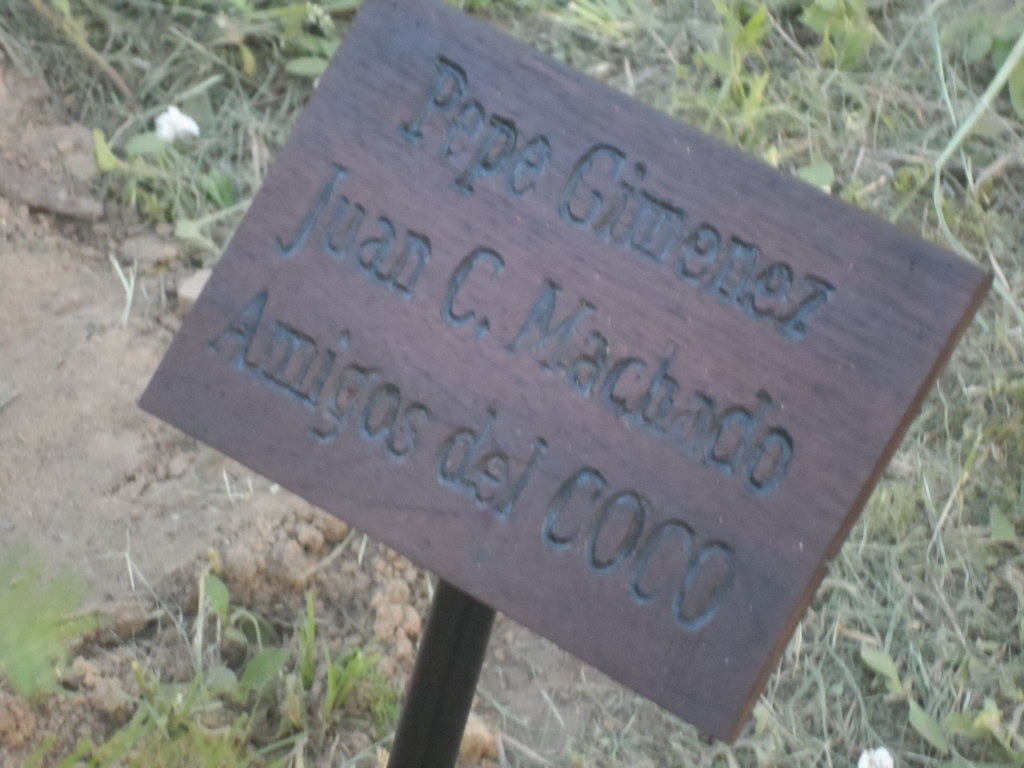 Pepe Gimenez
Juan C. Machado
Amigos del COCO